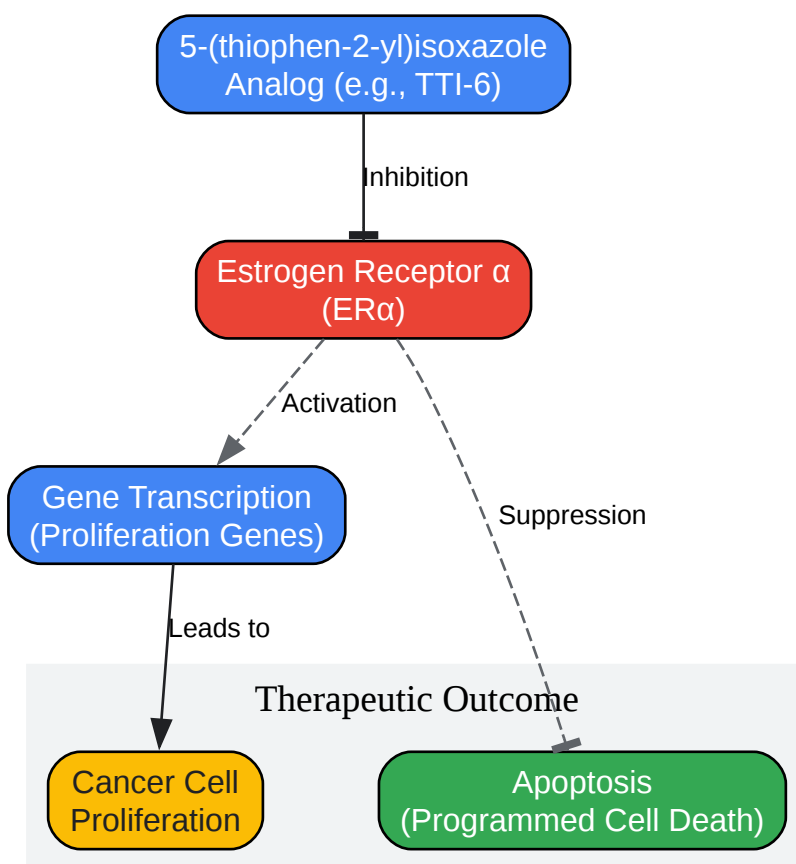 5-(thiophen-2-yl)isoxazole
Analog (e.g., TTI-6)
Inhibition
Estrogen Receptor α
(ERα)
Activation
Gene Transcription
(Proliferation Genes)
Suppression
Leads to
Therapeutic Outcome
Cancer Cell
Proliferation
Apoptosis
(Programmed Cell Death)